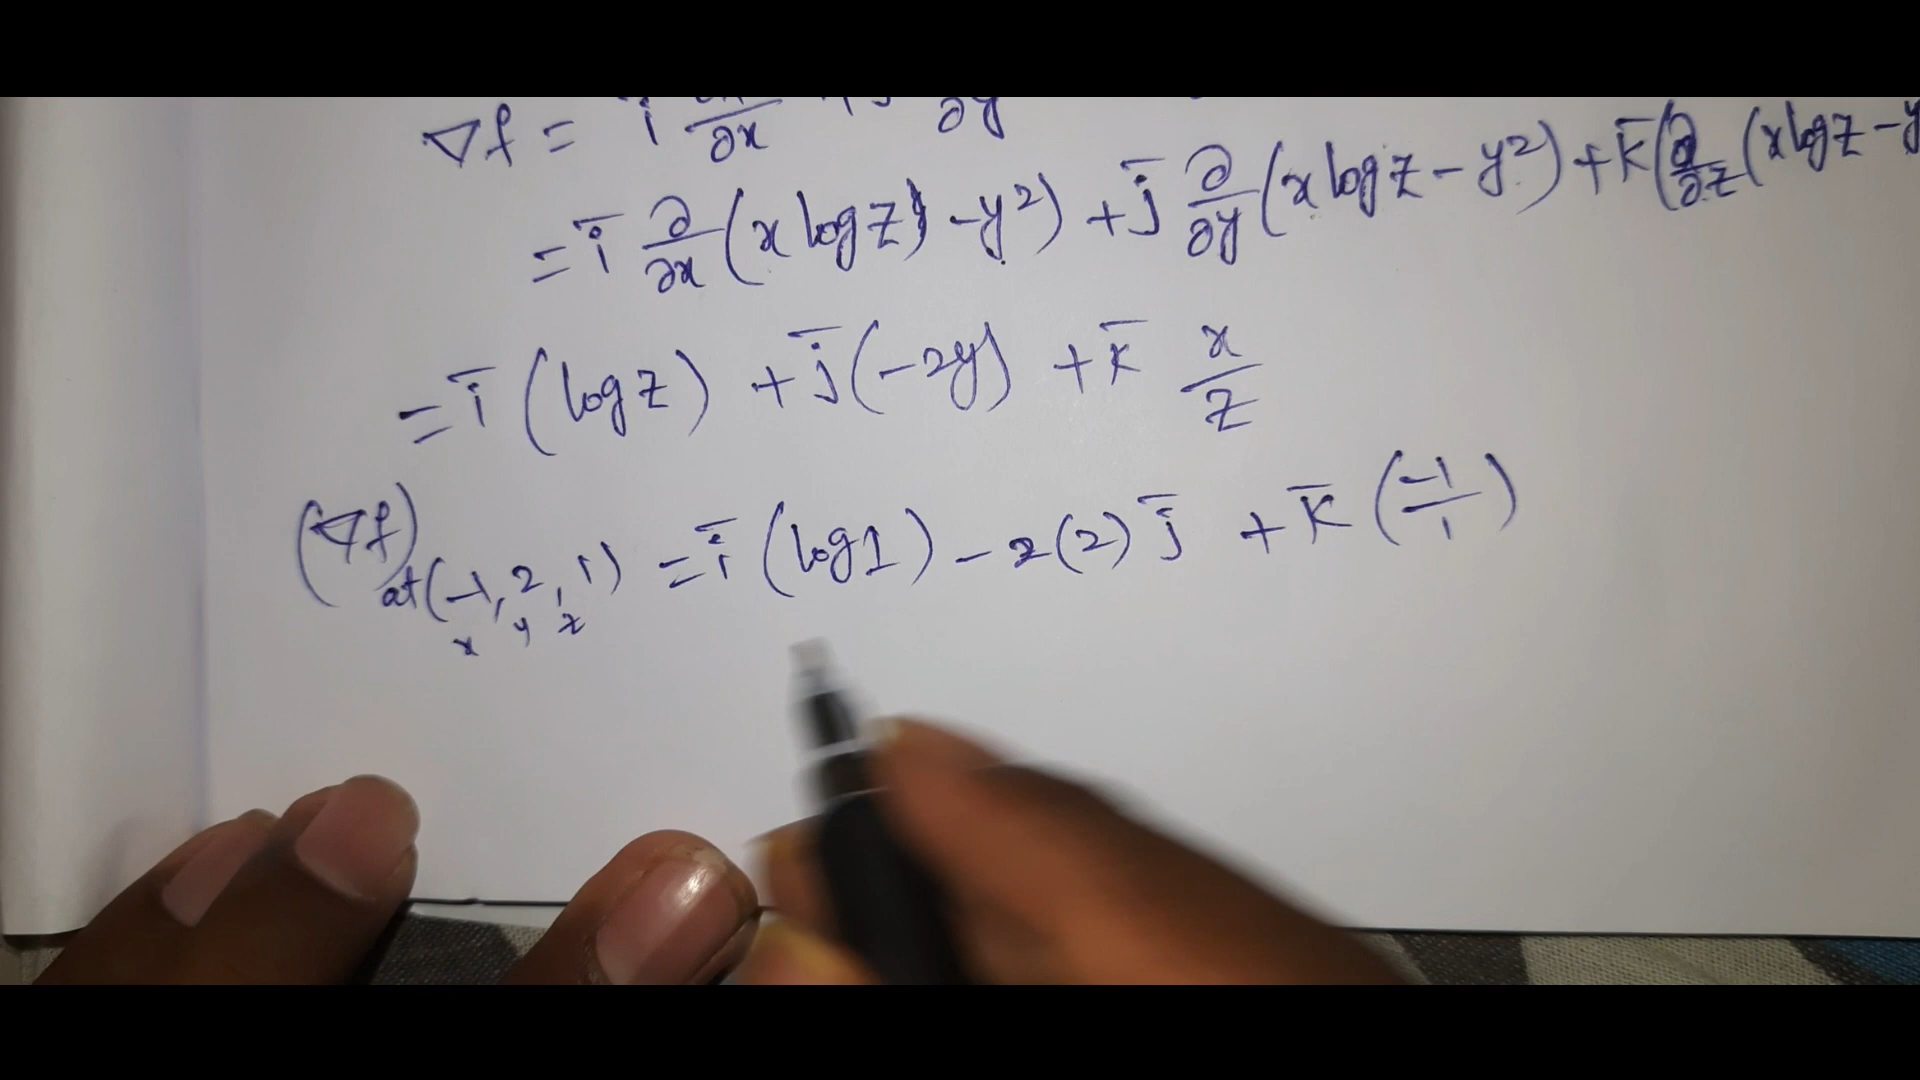 ∇f = i̅ ∂/∂x + j ∂y
= i̅ ∂/∂x (x log z) - y²) + j̅ ∂/∂y (x log z - y²) + k̅ (∂/∂z (x log z - y
= i̅ (log z) + j̅ (-2y) + k̅ x/z
(∇f) at (-1, 2, 1) = i̅ (log 1) - 2(2) j̅ + k̅ (-1/1)
x y z